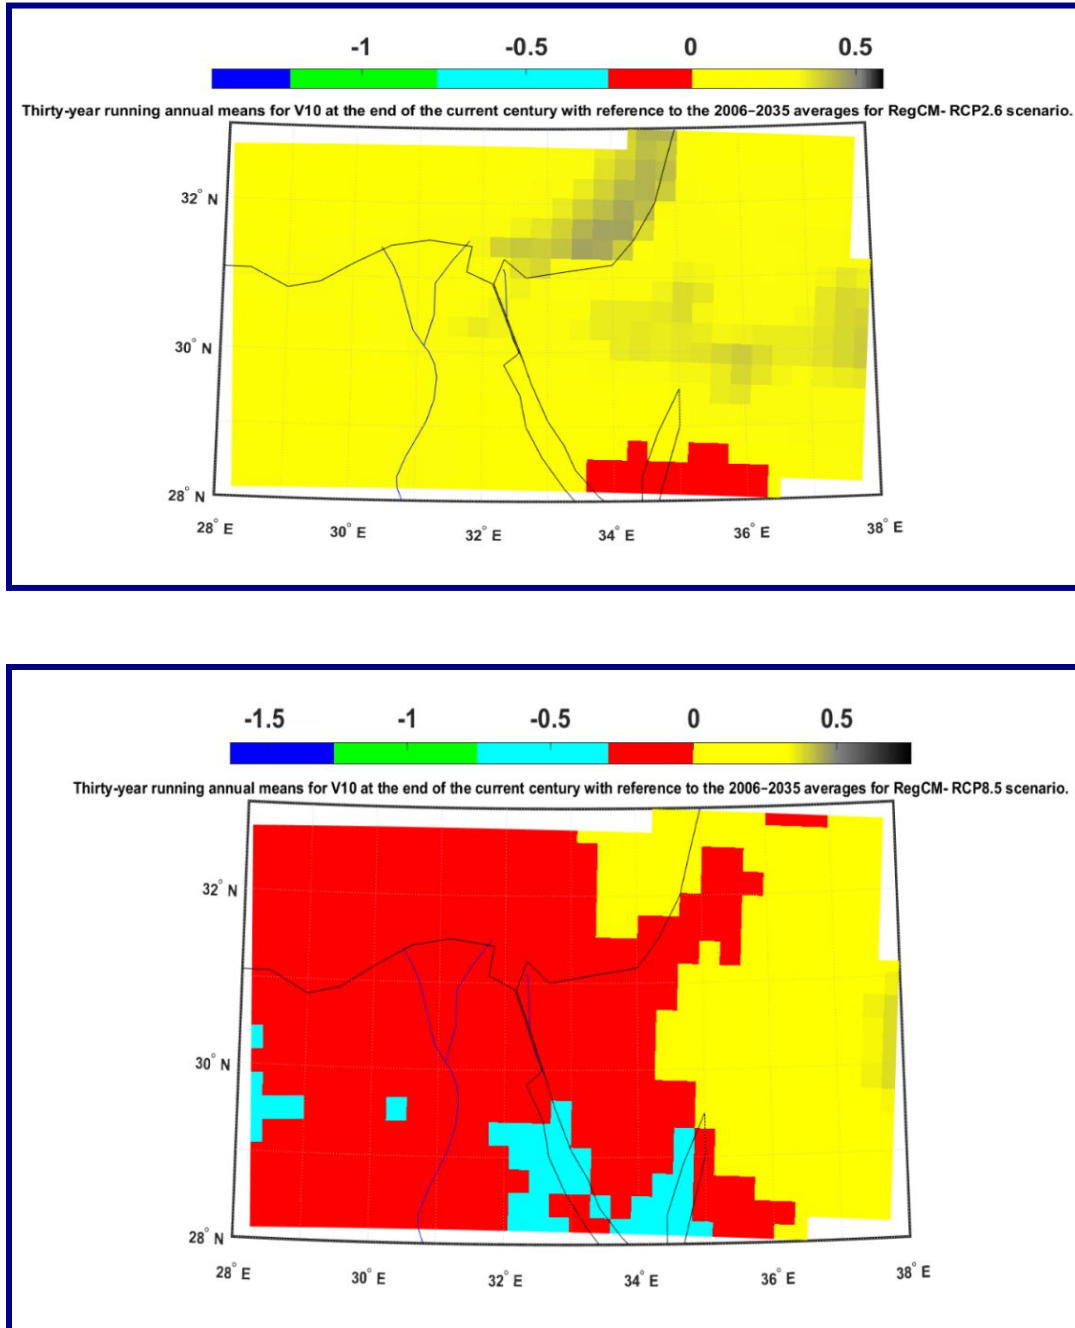 -1 -0.5 0 0.5
Thirty-year running annual means for V10 at the end of the current century with reference to the 2006-2035 averages for RegCM- RCP2.6 scenario.
32° N
30° N
28° N
28° E 30° E 32° E 34° E 36° E 38° E
-1.5 -1 -0.5 0 0.5
Thirty-year running annual means for V10 at the end of the current century with reference to the 2006-2035 averages for RegCM- RCP8.5 scenario.
32° N
30° N
28° N
28° E 30° E 32° E 34° E 36° E 38° E